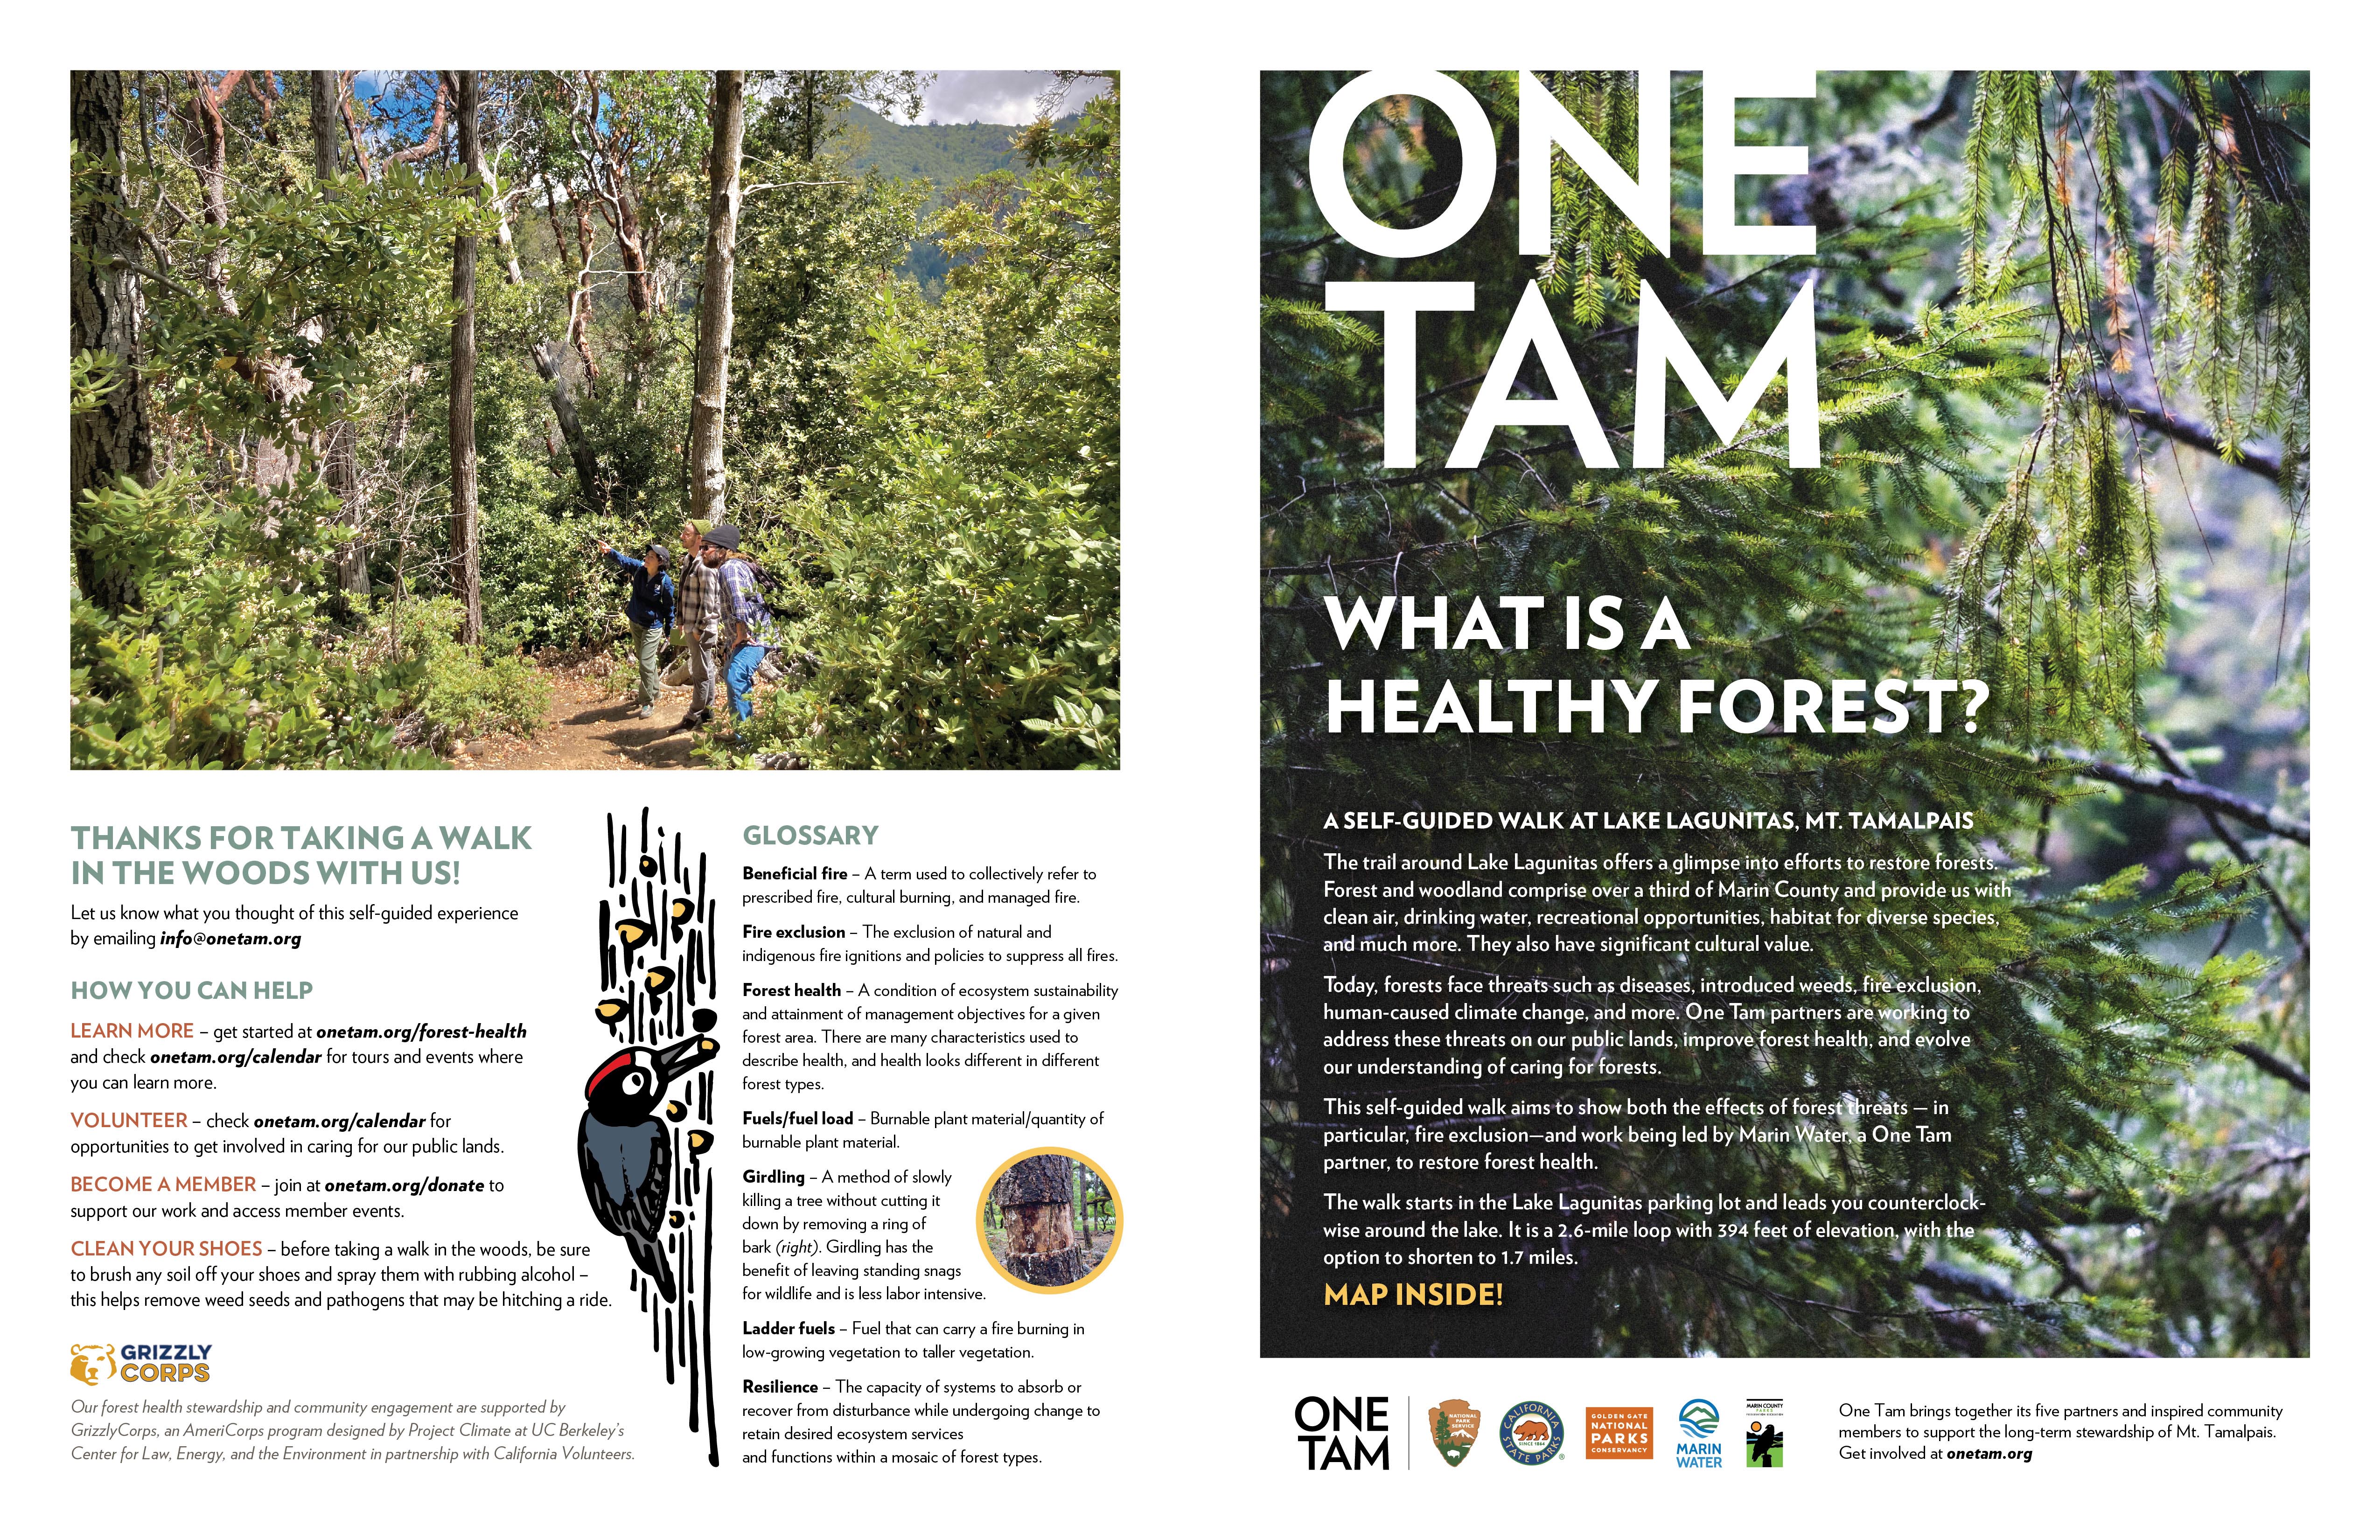 THANKS FOR TAKING A WALK
IN THE WOODS WITH US!
Let us know what you thought of this self-guided experience
by emailing info@onetam.org
HOW YOU CAN HELP
LEARN MORE – get started at onetam.org/forest-health
and check onetam.org/calendar for tours and events where
you can learn more.
VOLUNTEER – check onetam.org/calendar for
opportunities to get involved in caring for our public lands.
BECOME A MEMBER – join at onetam.org/donate to
support our work and access member events.
CLEAN YOUR SHOES – before taking a walk in the woods, be sure
to brush any soil off your shoes and spray them with rubbing alcohol –
this helps remove weed seeds and pathogens that may be hitching a ride.
GRIZZLY
CORPS
Our forest health stewardship and community engagement are supported by
GrizzlyCorps, an AmeriCorps program designed by Project Climate at UC Berkeley's
Center for Law, Energy, and the Environment in partnership with California Volunteers.
GLOSSARY
Beneficial fire – A term used to collectively refer to
prescribed fire, cultural burning, and managed fire.
Fire exclusion – The exclusion of natural and
indigenous fire ignitions and policies to suppress all fires.
Forest health – A condition of ecosystem sustainability
and attainment of management objectives for a given
forest area. There are many characteristics used to
describe health, and health looks different in different
forest types.
Fuels/fuel load – Burnable plant material/quantity of
burnable plant material.
Girdling – A method of slowly
killing a tree without cutting it
down by removing a ring of
bark (right). Girdling has the
benefit of leaving standing snags
for wildlife and is less labor intensive.
Ladder fuels – Fuel that can carry a fire burning in
low-growing vegetation to taller vegetation.
Resilience – The capacity of systems to absorb or
recover from disturbance while undergoing change to
retain desired ecosystem services
and functions within a mosaic of forest types.
ONE
TAM
WHAT IS A
HEALTHY FOREST?
A SELF-GUIDED WALK AT LAKE LAGUNITAS, MT. TAMALPAIS
The trail around Lake Lagunitas offers a glimpse into efforts to restore forests.
Forest and woodland comprise over a third of Marin County and provide us with
clean air, drinking water, recreational opportunities, habitat for diverse species,
and much more. They also have significant cultural value.
Today, forests face threats such as diseases, introduced weeds, fire exclusion,
human-caused climate change, and more. One Tam partners are working to
address these threats on our public lands, improve forest health, and evolve
our understanding of caring for forests.
This self-guided walk aims to show both the effects of forest threats — in
particular, fire exclusion—and work being led by Marin Water, a One Tam
partner, to restore forest health.
The walk starts in the Lake Lagunitas parking lot and leads you counterclock-
wise around the lake. It is a 2.6-mile loop with 394 feet of elevation, with the
option to shorten to 1.7 miles.
MAP INSIDE!
ONE
TAM
NATIONAL
PARK
SERVICE
CALIFORNIA
SINCE 1864
STATE PARKS
®
GOLDEN GATE
NATIONAL
PARKS
CONSERVANCY
MARIN
WATER
MARIN COUNTY
PARKS
One Tam brings together its five partners and inspired community
members to support the long-term stewardship of Mt. Tamalpais.
Get involved at onetam.org